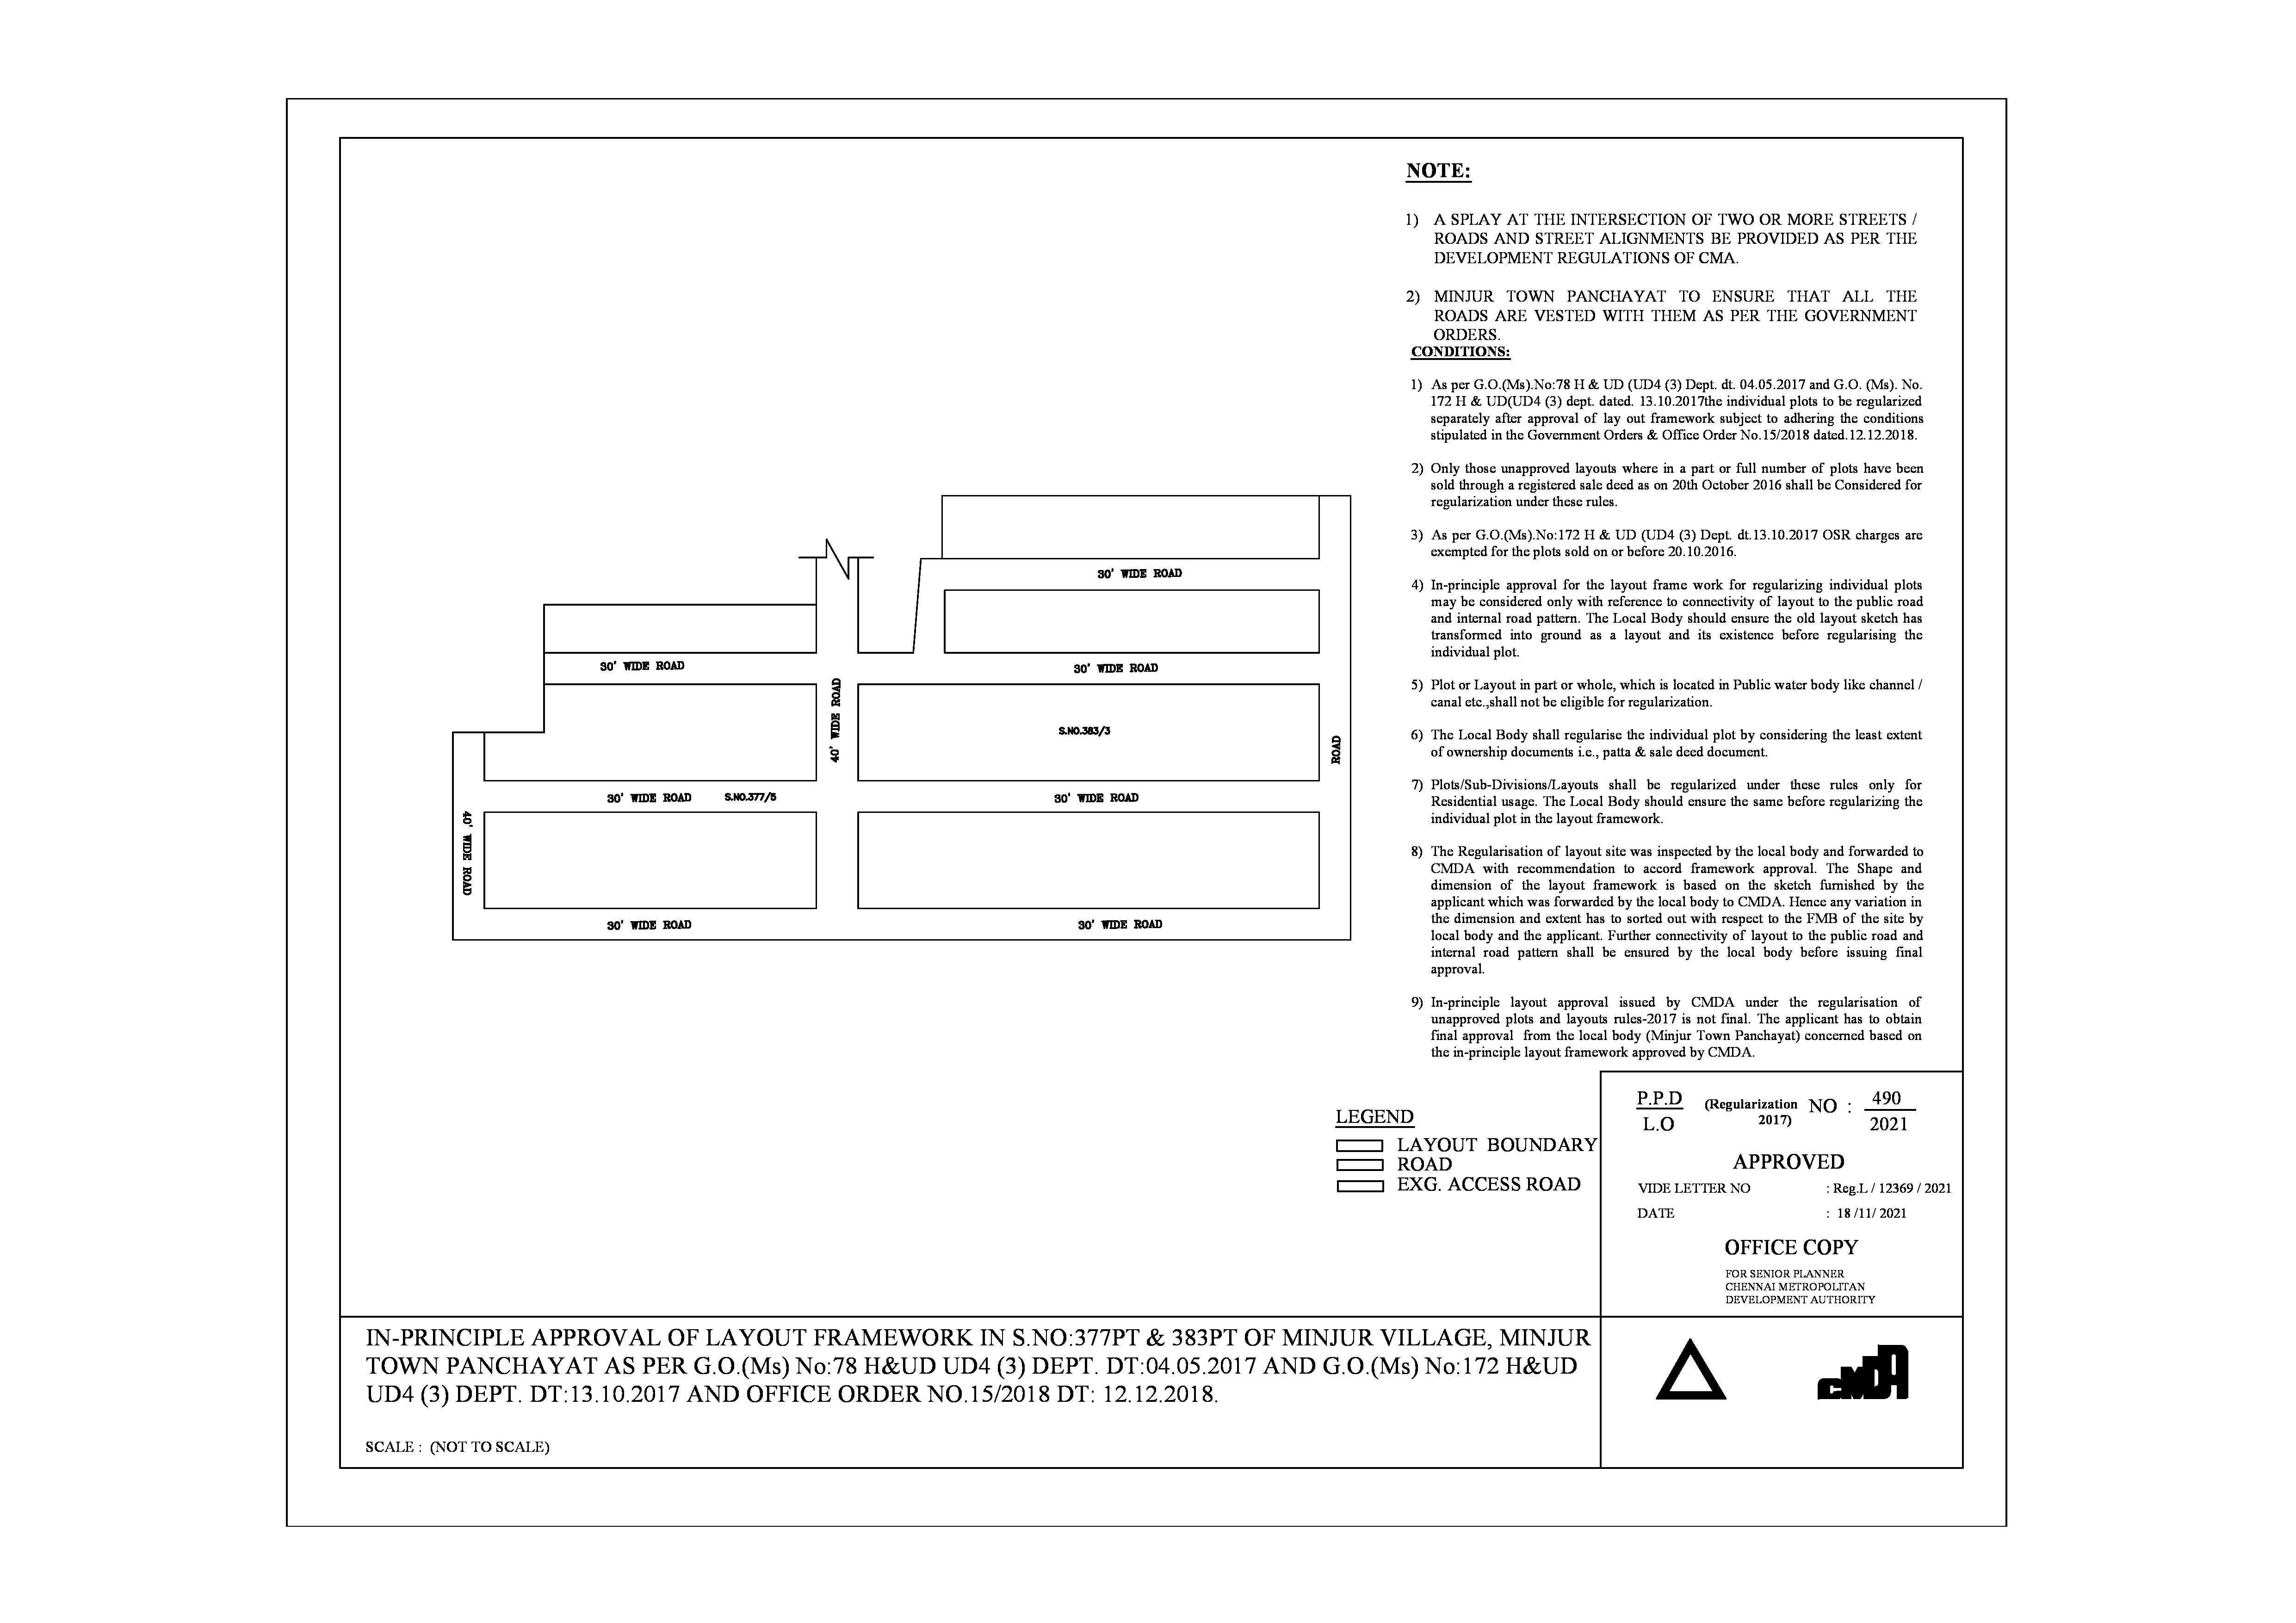 NOTE:
1) A SPLAY AT THE INTERSECTION OF TWO OR MORE STREETS /
ROADS AND STREET ALIGNMENTS BE PROVIDED AS PER THE
DEVELOPMENT REGULATIONS OF CMA.
2) MINJUR TOWN PANCHAYAT TO ENSURE THAT ALL THE
ROADS ARE VESTED WITH THEM AS PER THE GOVERNMENT
ORDERS.
CONDITIONS:
1) As per G.O.(Ms).No:78 H & UD (UD4 (3) Dept. dt. 04.05.2017 and G.O. (Ms). No.
172 H & UD(UD4 (3) dept. dated. 13.10.2017the individual plots to be regularized
separately after approval of lay out framework subject to adhering the conditions
stipulated in the Government Orders & Office Order No.15/2018 dated.12.12.2018.
2) Only those unapproved layouts where in a part or full number of plots have been
sold through a registered sale deed as on 20th October 2016 shall be Considered for
regularization under these rules.
3) As per G.O.(Ms).No:172 H & UD (UD4 (3) Dept. dt.13.10.2017 OSR charges are
exempted for the plots sold on or before 20.10.2016.
4) In-principle approval for the layout frame work for regularizing individual plots
may be considered only with reference to connectivity of layout to the public road
and internal road pattern. The Local Body should ensure the old layout sketch has
transformed into ground as a layout and its existence before regularising the
individual plot.
5) Plot or Layout in part or whole, which is located in Public water body like channel /
canal etc.,shall not be eligible for regularization.
6) The Local Body shall regularise the individual plot by considering the least extent
of ownership documents i.e., patta & sale deed document.
7) Plots/Sub-Divisions/Layouts shall be regularized under these rules only for
Residential usage. The Local Body should ensure the same before regularizing the
individual plot in the layout framework.
8) The Regularisation of layout site was inspected by the local body and forwarded to
CMDA with recommendation to accord framework approval. The Shape and
dimension of the layout framework is based on the sketch furnished by the
applicant which was forwarded by the local body to CMDA. Hence any variation in
the dimension and extent has to sorted out with respect to the FMB of the site by
local body and the applicant. Further connectivity of layout to the public road and
internal road pattern shall be ensured by the local body before issuing final
approval.
9) In-principle layout approval issued by CMDA under the regularisation of
unapproved plots and layouts rules-2017 is not final. The applicant has to obtain
final approval from the local body (Minjur Town Panchayat) concerned based on
the in-principle layout framework approved by CMDA.
30' WIDE ROAD
30' WIDE ROAD
30' WIDE ROAD
40' WIDE ROAD
S.NO.383/3
ROAD
30' WIDE ROAD
S.NO.377/5
30' WIDE ROAD
40' WIDE ROAD
30' WIDE ROAD
30' WIDE ROAD
LEGEND
LAYOUT BOUNDARY
ROAD
EXG. ACCESS ROAD
P.P.D
L.O
(Regularization
2017)
NO :
490
2021
APPROVED
VIDE LETTER NO : Reg.L / 12369 / 2021
DATE : 18 /11/ 2021
OFFICE COPY
FOR SENIOR PLANNER
CHENNAI METROPOLITAN
DEVELOPMENT AUTHORITY
IN-PRINCIPLE APPROVAL OF LAYOUT FRAMEWORK IN S.NO:377PT & 383PT OF MINJUR VILLAGE, MINJUR
TOWN PANCHAYAT AS PER G.O.(Ms) No:78 H&UD UD4 (3) DEPT. DT:04.05.2017 AND G.O.(Ms) No:172 H&UD
UD4 (3) DEPT. DT:13.10.2017 AND OFFICE ORDER NO.15/2018 DT: 12.12.2018.
SCALE : (NOT TO SCALE)
CMDA